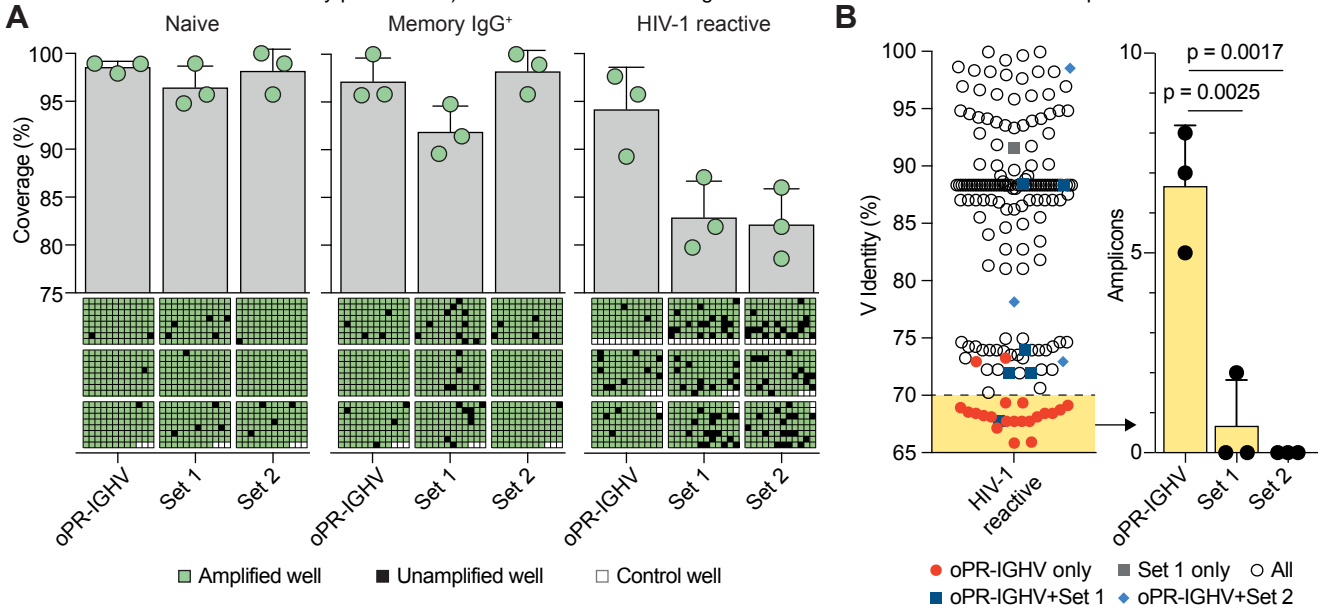 A
Naive
Memory IgG⁺
HIV-1 reactive
Coverage (%)
100
95
90
85
80
75
oPR-IGHV
Set 1
Set 2
oPR-IGHV
Set 1
Set 2
oPR-IGHV
Set 1
Set 2
Amplified well
Unamplified well
Control well
B
V Identity (%)
100
95
90
85
80
75
70
65
HIV-1
reactive
Amplicons
10
5
0
p = 0.0017
p = 0.0025
oPR-IGHV
Set 1
Set 2
oPR-IGHV only
Set 1 only
All
oPR-IGHV+Set 1
oPR-IGHV+Set 2